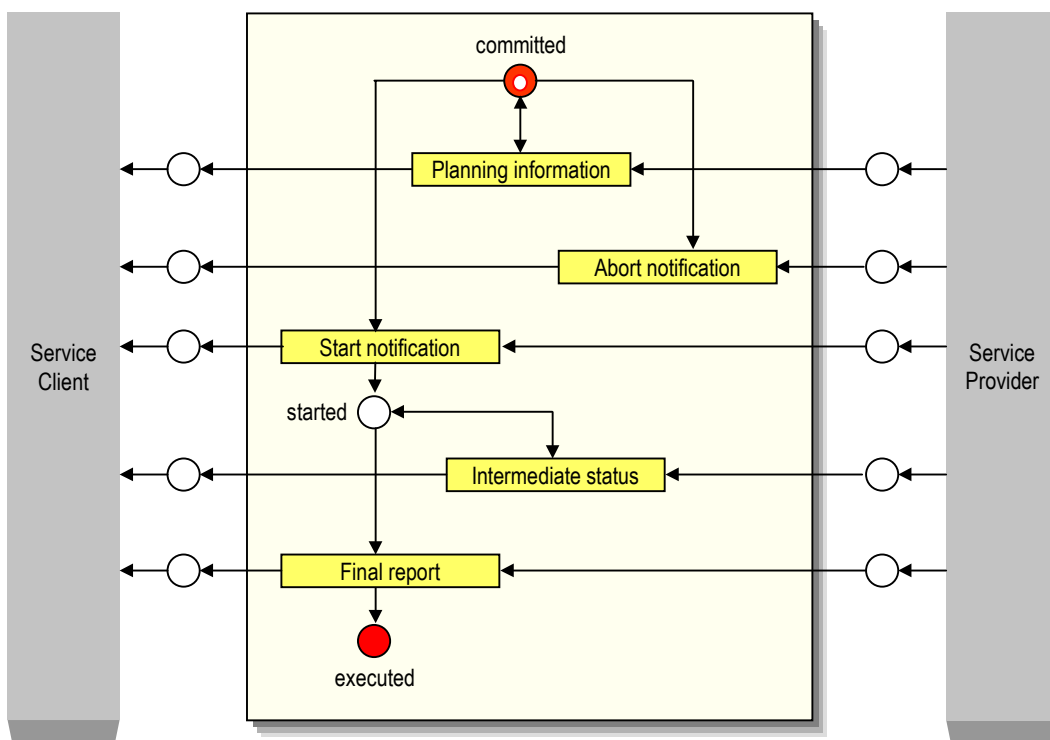 committed
Planning information
Abort notification
Start notification
Service
Client
Service
Provider
started
Intermediate status
Final report
executed